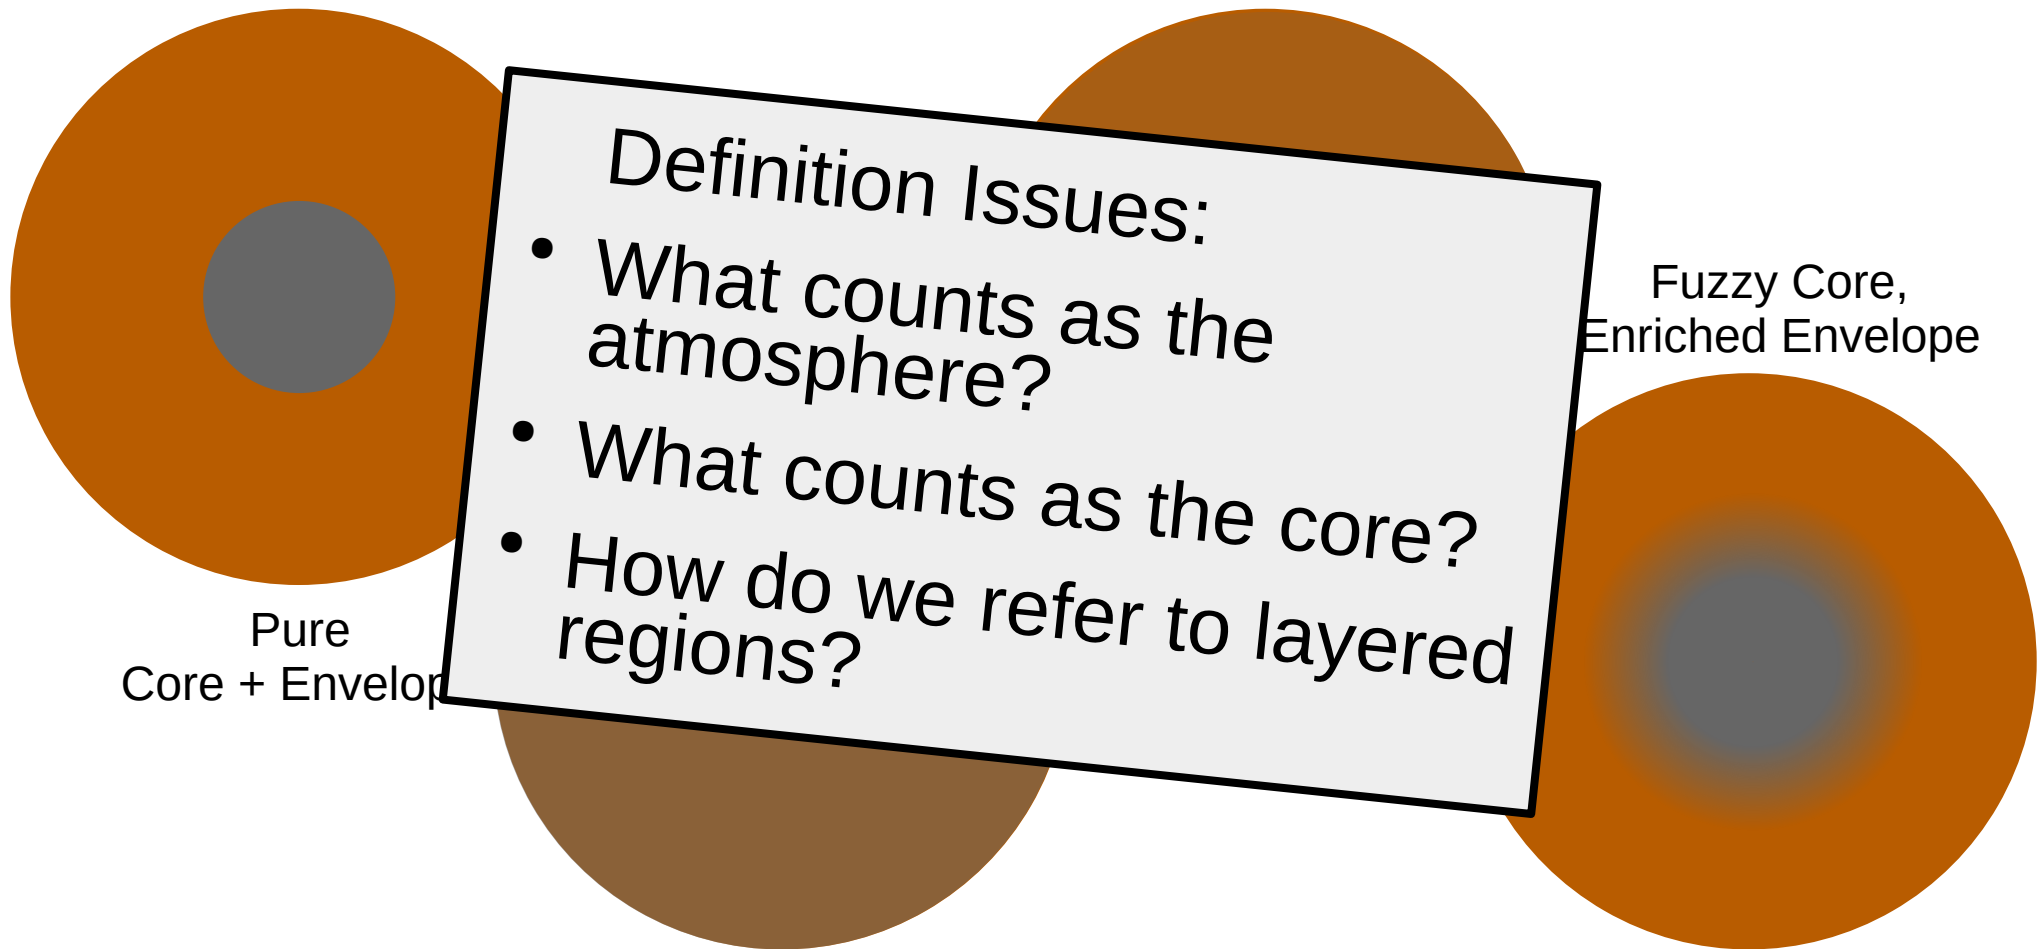 Definition Issues:
• What counts as the
atmosphere?
• What counts as the core?
• How do we refer to layered
regions?
Fuzzy Core,
Enriched Envelope
Pure
Core + Envelop